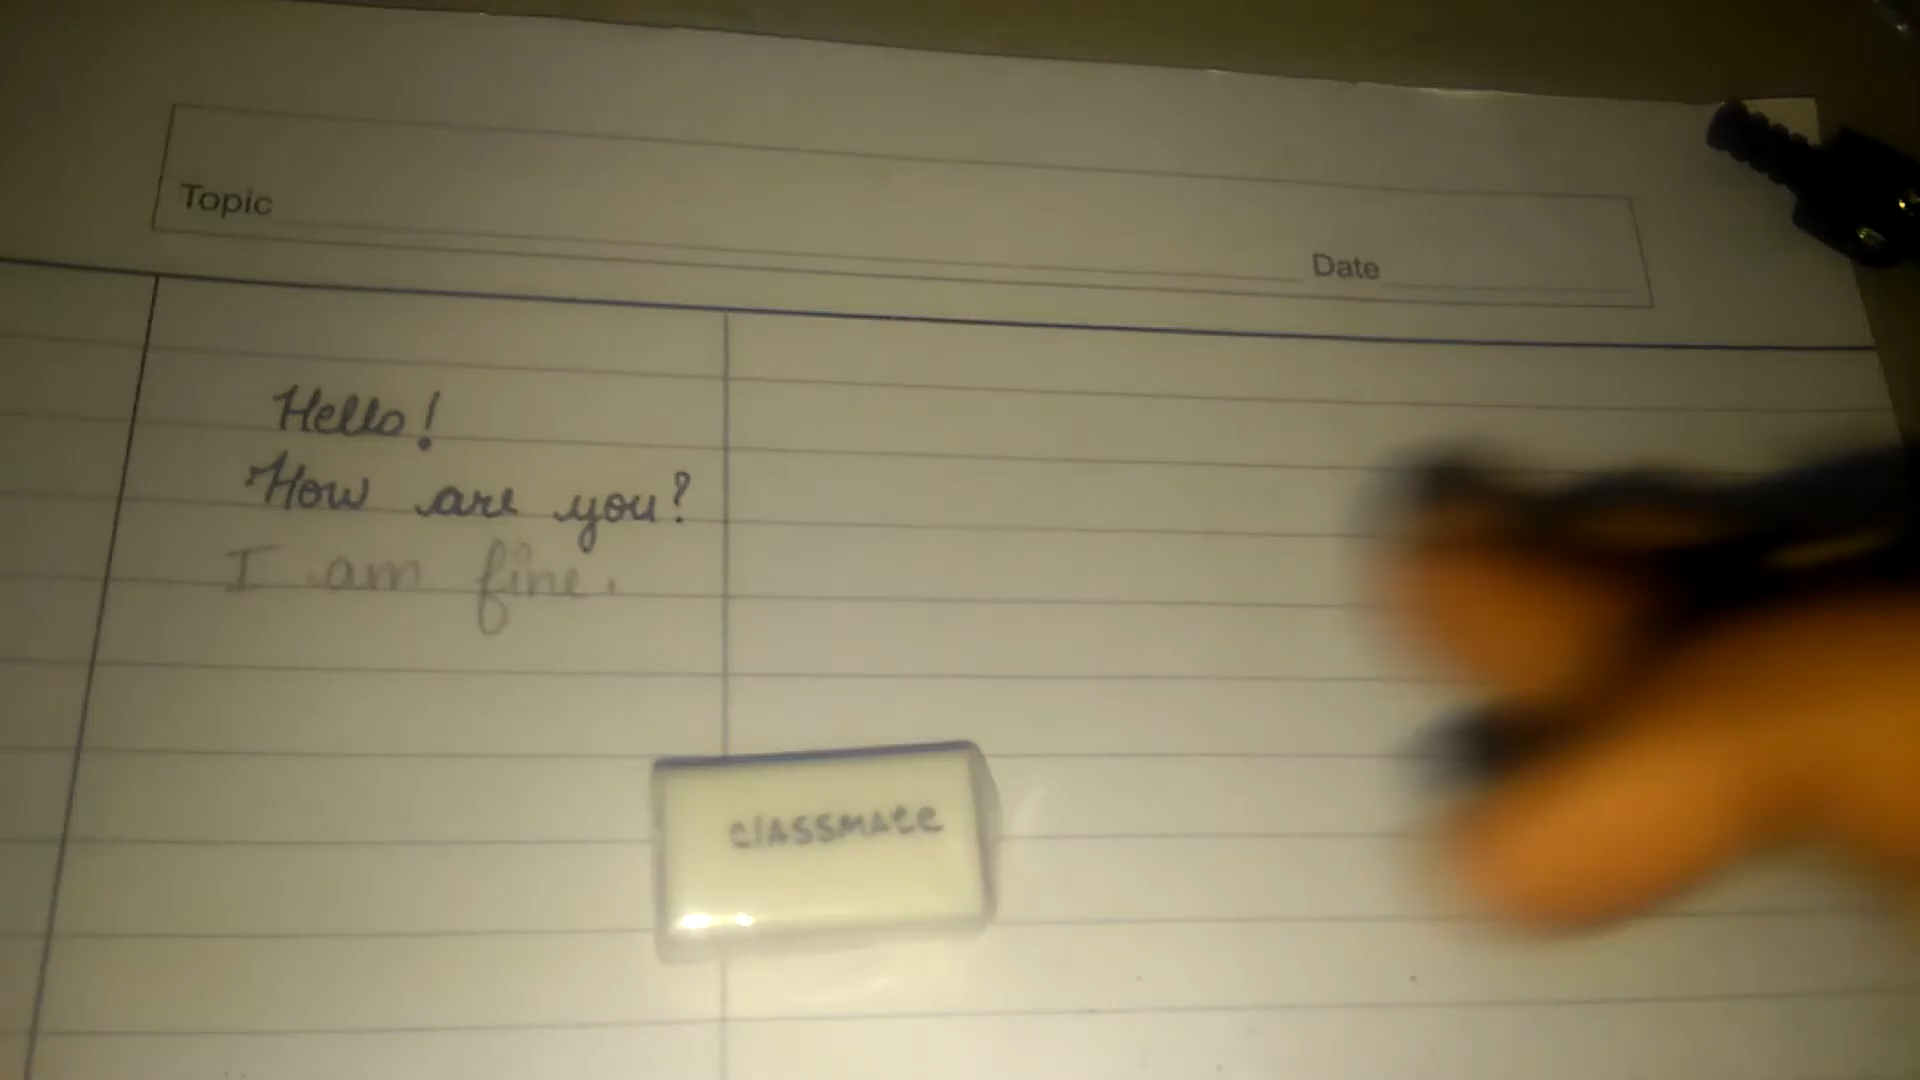 Topic
Date
Hello!
How are you?
I am fine.
classmate